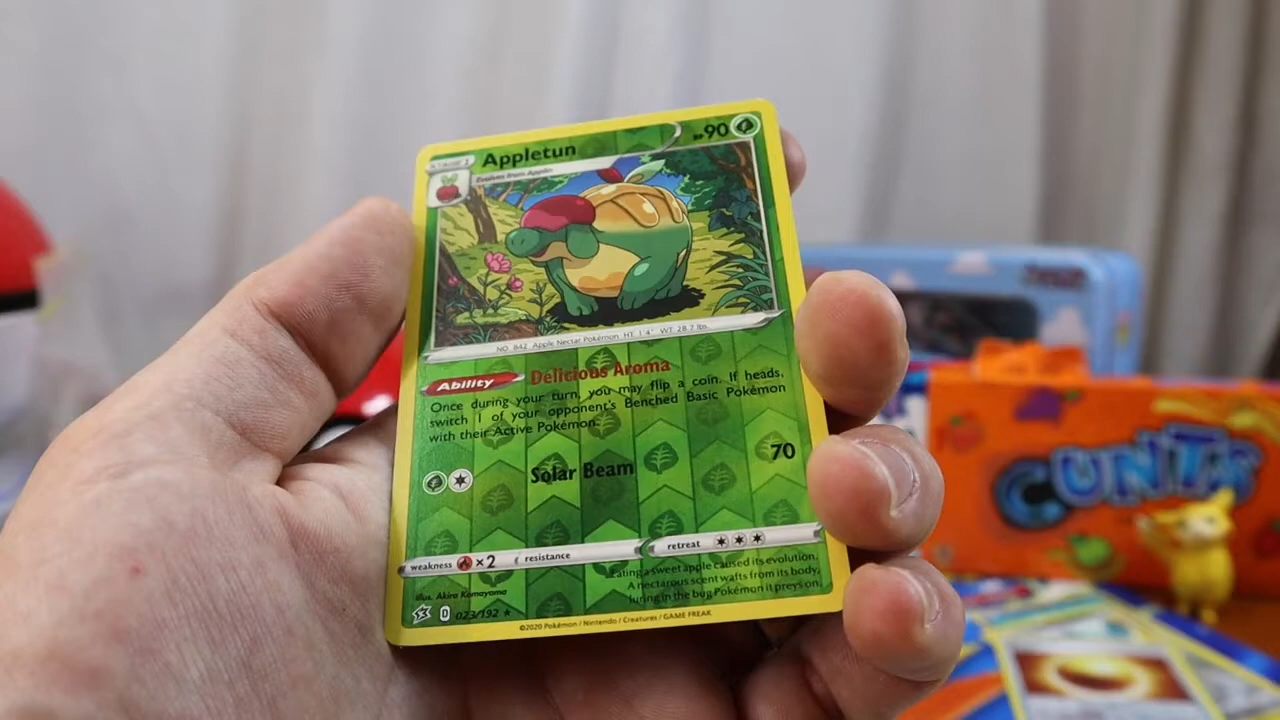 STAGE 1
Appletun
HP 90
Evolves from Applin
NO. 842 Apple Nectar Pokémon HT: 1'4" WT: 28.7 lbs.
Ability Delicious Aroma
Once during your turn, you may flip a coin. If heads,
switch 1 of your opponent's Benched Basic Pokémon
with their Active Pokémon.
Solar Beam 70
weakness ×2 resistance retreat
Eating a sweet apple caused its evolution.
A nectarous scent wafts from its body,
luring in the bug Pokémon it preys on.
Illus. Akira Komayama
D 023/192 ★
©2020 Pokémon / Nintendo / Creatures / GAME FREAK
CUNTS